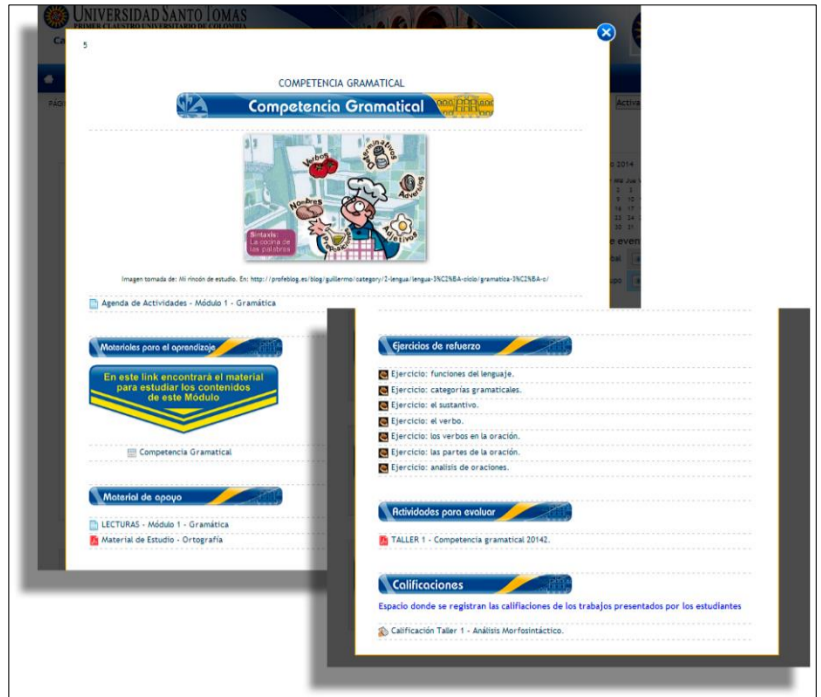 UNIVERSIDAD SANTO TOMAS
PRIMER CLAUSTRO UNIVERSITARIO DE COLOMBIA
5
COMPETENCIA GRAMATICAL
Competencia Gramatical
Verbos
Determinativos
Adverbios
Nombres
Preposiciones
Adjetivos
Sintaxis:
La cocina de
las palabras
Imagen tomada de: Mi rincón de estudio. En: http://profeblog.es/blog/guillermo/category/2-lengua/lengua-3%C2%BA-ciclo/gramatica-3%C2%BA-c/
Agenda de Actividades - Módulo 1 - Gramática
Materiales para el aprendizaje
En este link encontrará el material
para estudiar los contenidos
de este Módulo
Competencia Gramatical
Material de apoyo
LECTURAS - Módulo 1 - Gramática
Material de Estudio - Ortografía
Ejercicios de refuerzo
Ejercicio: funciones del lenguaje.
Ejercicio: categorías gramaticales.
Ejercicio: el sustantivo.
Ejercicio: el verbo.
Ejercicio: los verbos en la oración.
Ejercicio: las partes de la oración.
Ejercicio: analisis de oraciones.
Actividades para evaluar
TALLER 1 - Competencia gramatical 20142.
Calificaciones
Espacio donde se registran las califiaciones de los trabajos presentados por los estudiantes
Calificación Taller 1 - Análisis Morfosintáctico.